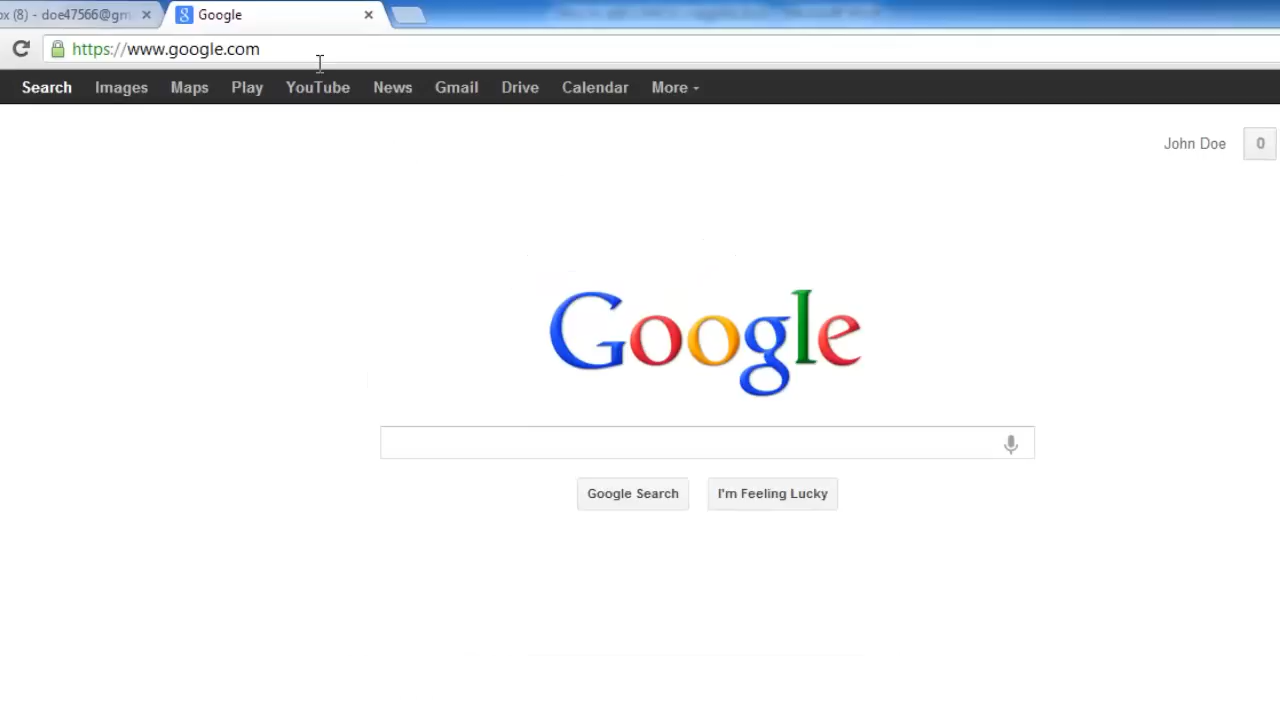 ox (8) - doe47566@gm
Google
https://www.google.com
Search Images Maps Play YouTube News Gmail Drive Calendar More
John Doe 0
Google
Google Search I'm Feeling Lucky